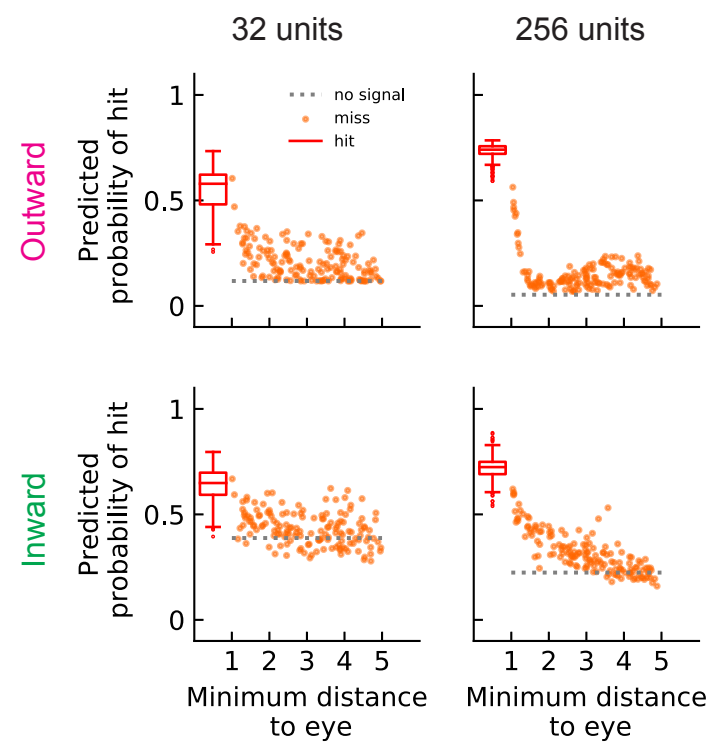 32 units
256 units
Outward
Predicted
probability of hit
1
0.5
0
no signal
miss
hit
Inward
Predicted
probability of hit
1
0.5
0
1 2 3 4 5
Minimum distance
to eye
1 2 3 4 5
Minimum distance
to eye